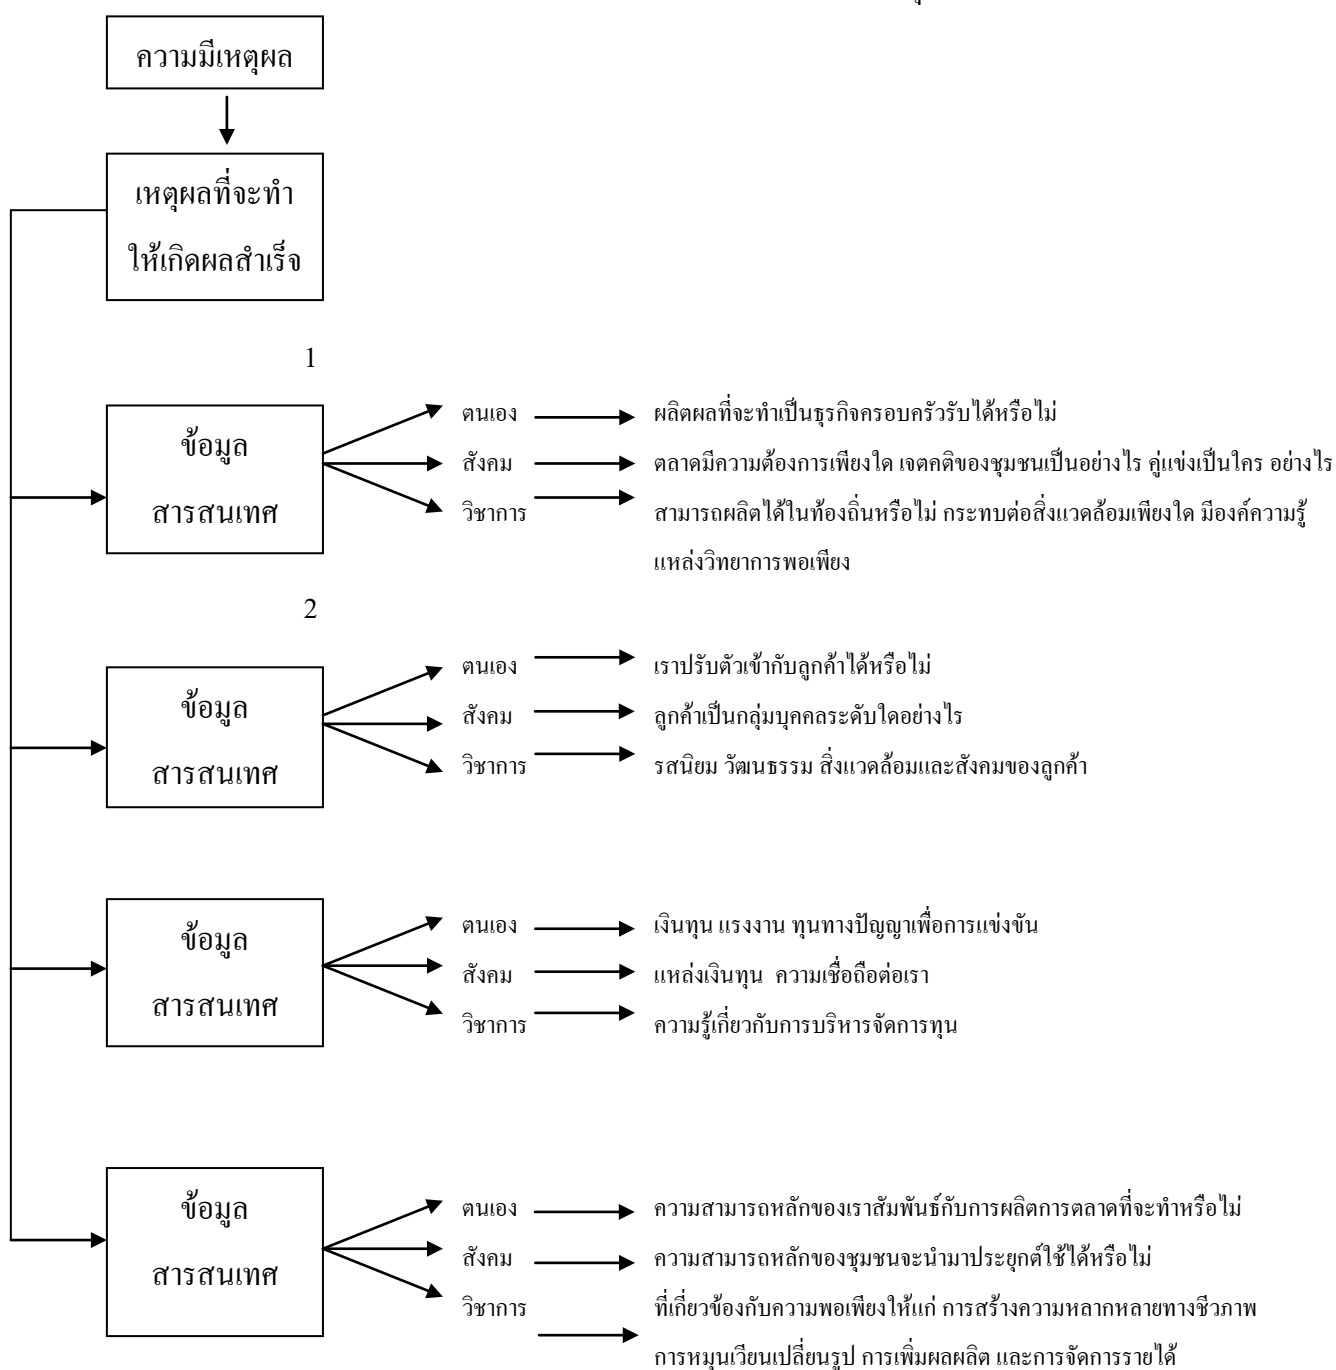 ความมีเหตุผล
เหตุผลที่จะทำ
ให้เกิดผลสำเร็จ
1
ข้อมูล
สารสนเทศ
ตนเอง
ผลิตผลที่จะทำเป็นธุรกิจครอบครัวรับได้หรือไม่
สังคม
ตลาดมีความต้องการเพียงใด เจตคติของชุมชนเป็นอย่างไร คู่แข่งเป็นใคร อย่างไร
วิชาการ
สามารถผลิตได้ในท้องถิ่นหรือไม่ กระทบต่อสิ่งแวดล้อมเพียงใด มีองค์ความรู้
แหล่งวิทยาการพอเพียง
2
ข้อมูล
สารสนเทศ
ตนเอง
เราปรับตัวเข้ากับลูกค้าได้หรือไม่
สังคม
ลูกค้าเป็นกลุ่มบุคคลระดับใดอย่างไร
วิชาการ
รสนิยม วัฒนธรรม สิ่งแวดล้อมและสังคมของลูกค้า
ข้อมูล
สารสนเทศ
ตนเอง
เงินทุน แรงงาน ทุนทางปัญญาเพื่อการแข่งขัน
สังคม
แหล่งเงินทุน ความเชื่อถือต่อเรา
วิชาการ
ความรู้เกี่ยวกับการบริหารจัดการทุน
ข้อมูล
สารสนเทศ
ตนเอง
ความสามารถหลักของเราสัมพันธ์กับการผลิตการตลาดที่จะทำหรือไม่
สังคม
ความสามารถหลักของชุมชนจะนำมาประยุกต์ใช้ได้หรือไม่
วิชาการ
ที่เกี่ยวข้องกับความพอเพียงให้แก่ การสร้างความหลากหลายทางชีวภาพ
การหมุนเวียนเปลี่ยนรูป การเพิ่มผลผลิต และการจัดการรายได้